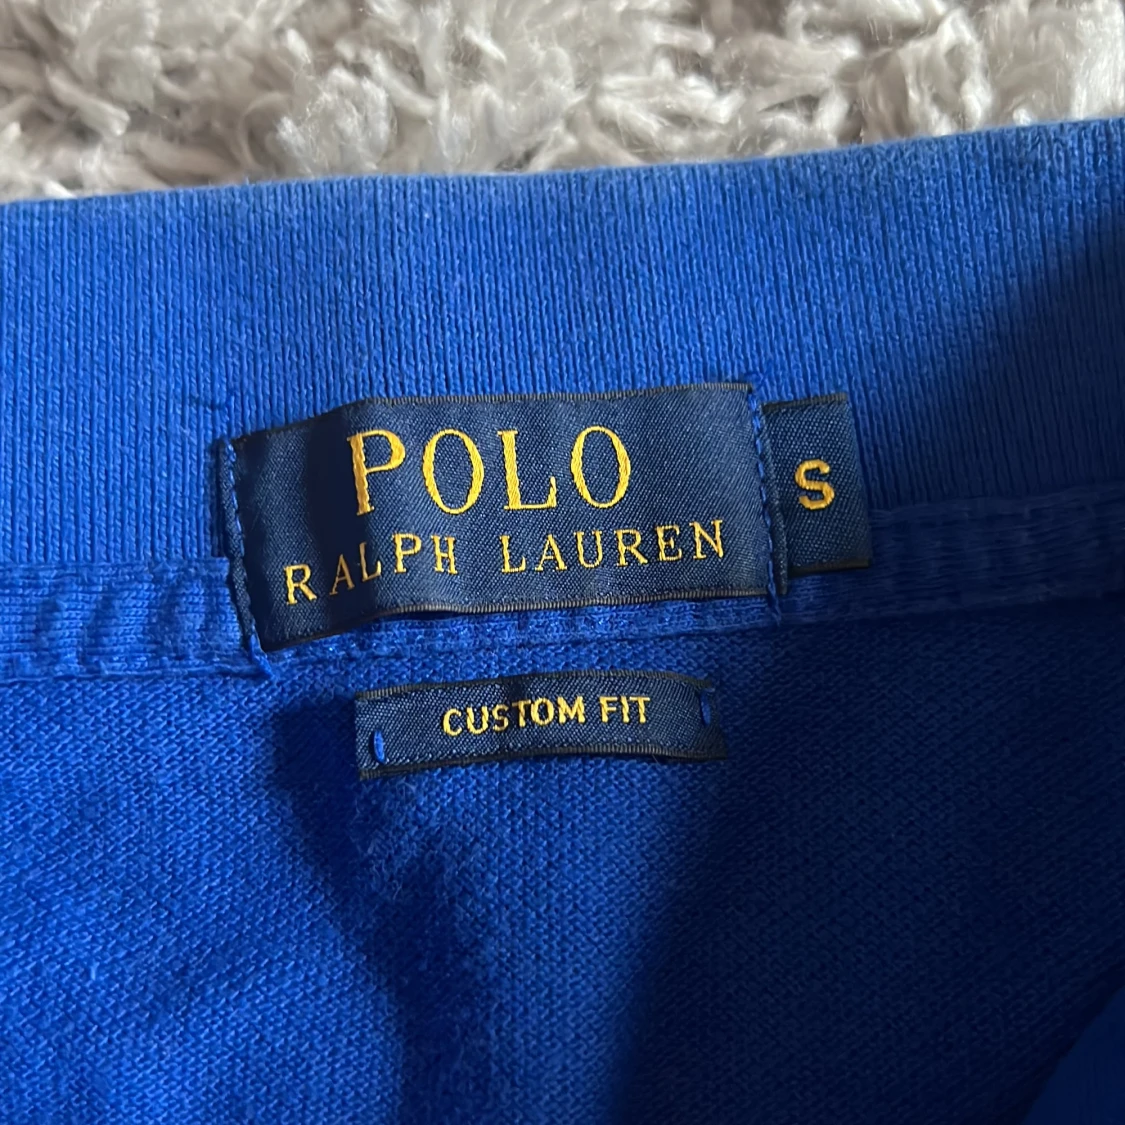 POLO
RALPH LAUREN
S
CUSTOM FIT